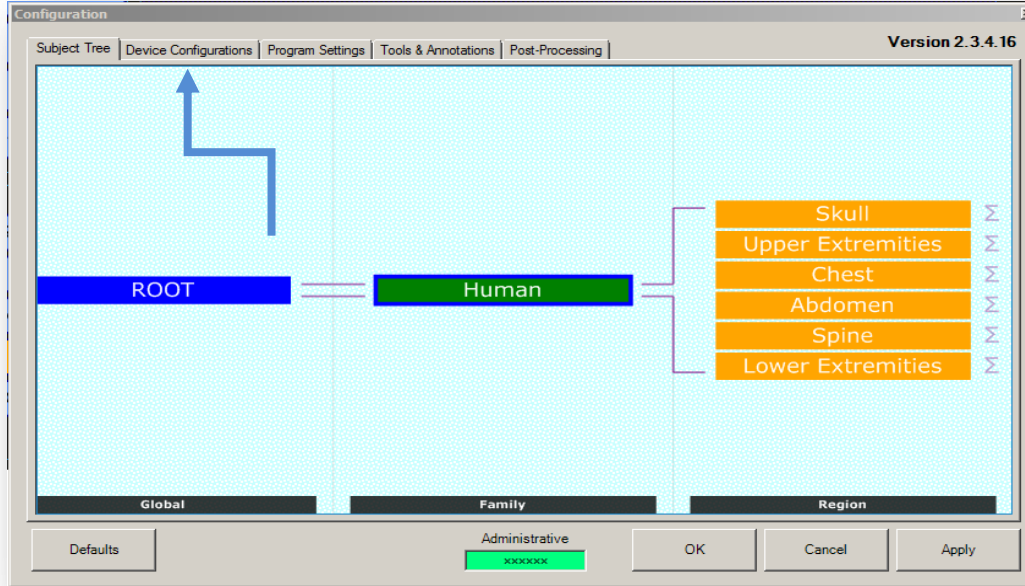 Configuration
Subject Tree Device Configurations Program Settings Tools & Annotations Post-Processing
Version 2.3.4.16
Skull Σ
Upper Extremities Σ
Chest Σ
ROOT Human
Abdomen Σ
Spine Σ
Lower Extremities Σ
Global Family Region
Administrative
Defaults xxxxxx OK Cancel Apply